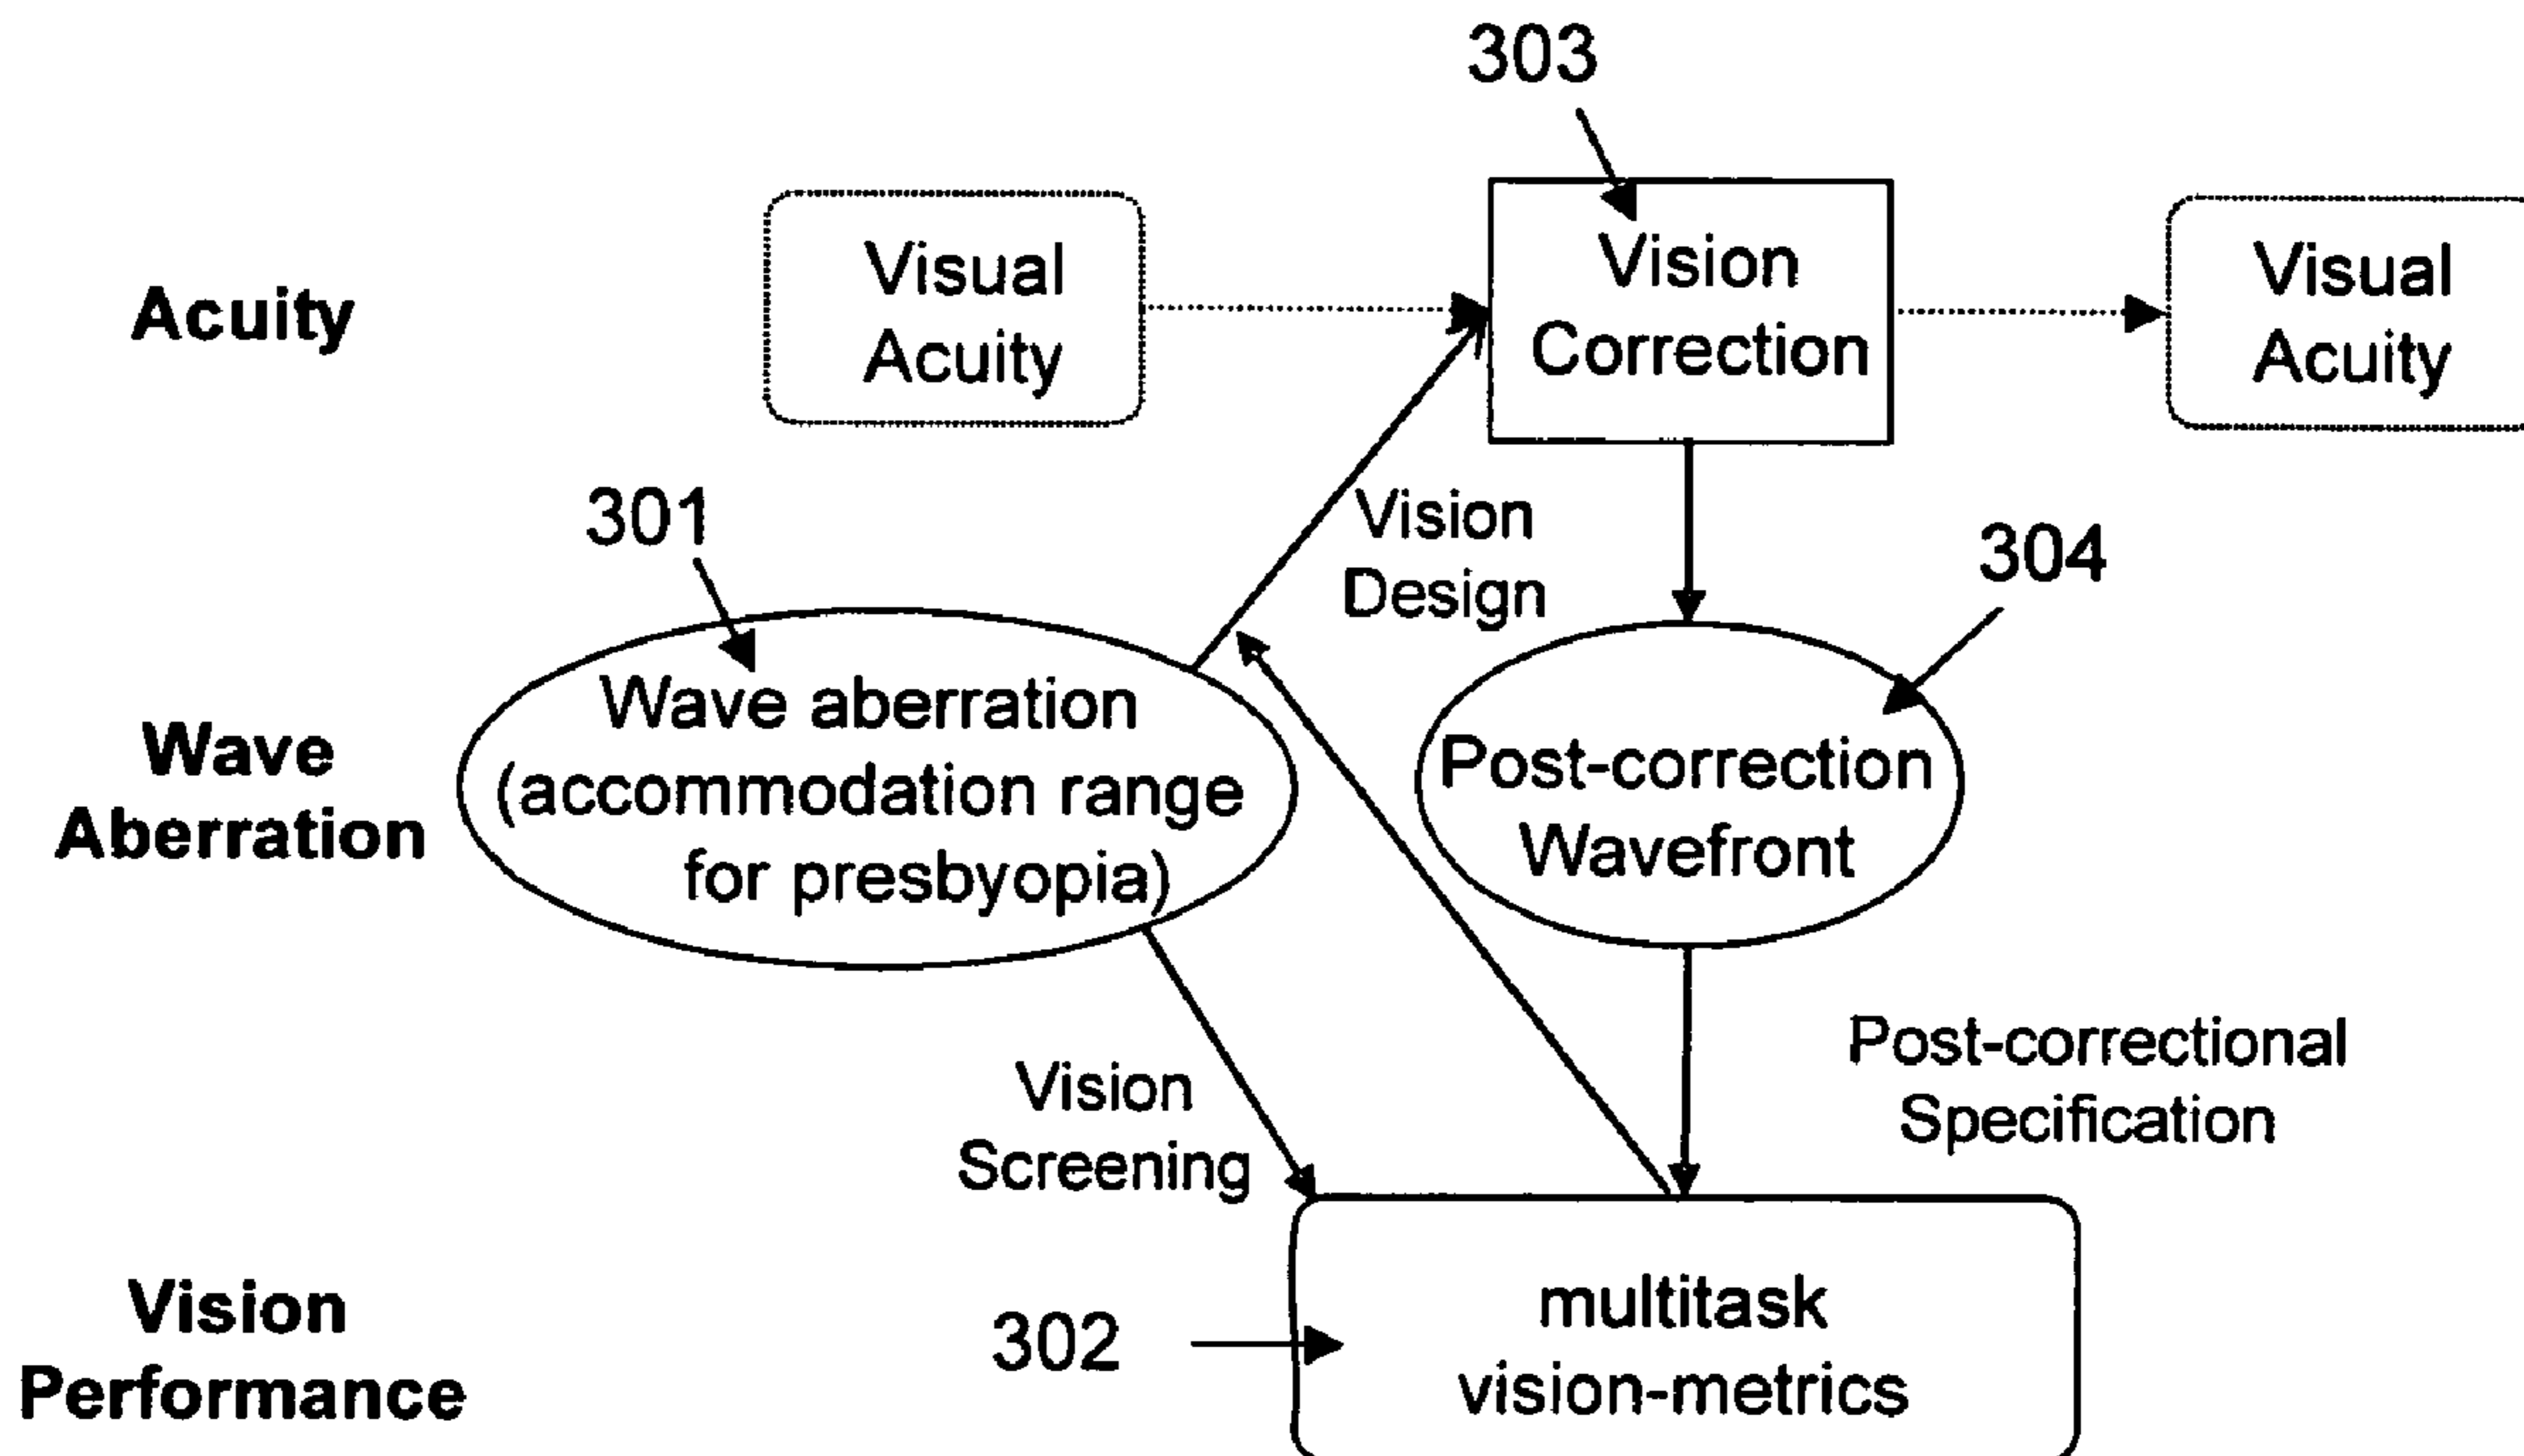 303
Acuity
Visual
Acuity
Vision
Correction
Visual
Acuity
301
Vision
Design
304
Wave
Aberration
Wave aberration
(accommodation range
for presbyopia)
Post-correction
Wavefront
Vision
Screening
Post-correctional
Specification
Vision
Performance
302
multitask
vision-metrics